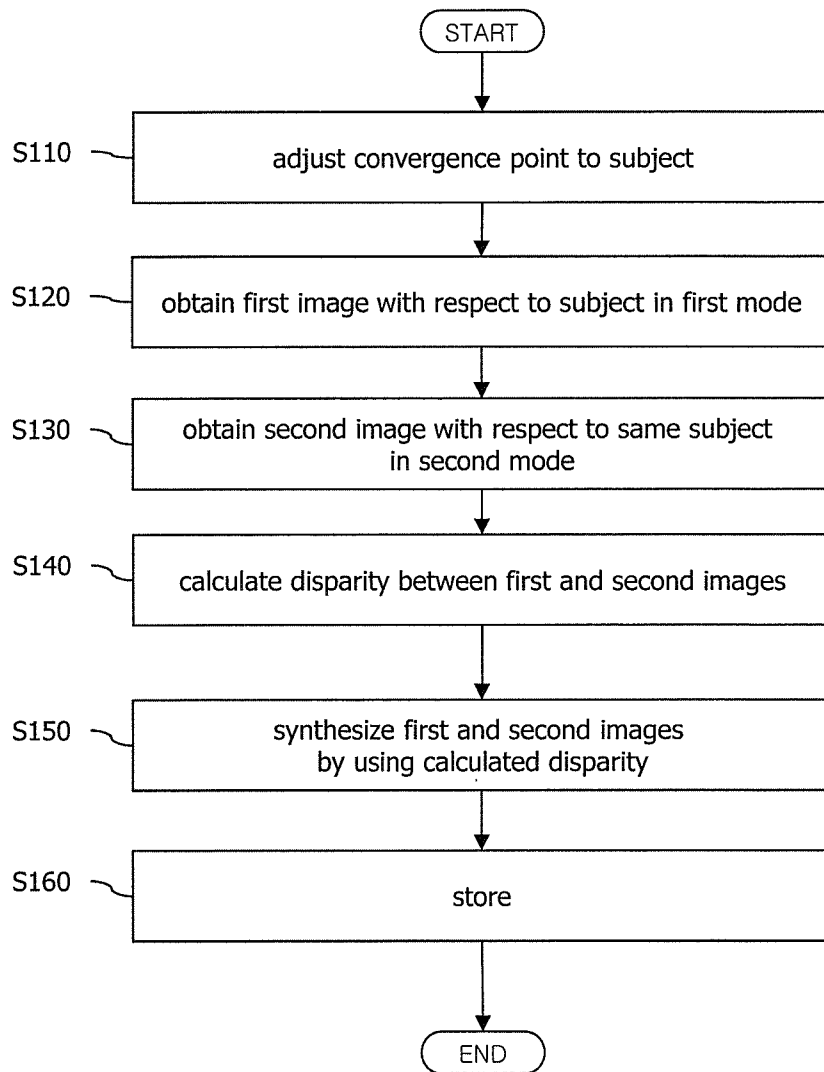 START
S110
adjust convergence point to subject
S120
obtain first image with respect to subject in first mode
S130
obtain second image with respect to same subject
in second mode
S140
calculate disparity between first and second images
S150
synthesize first and second images
by using calculated disparity
S160
store
END